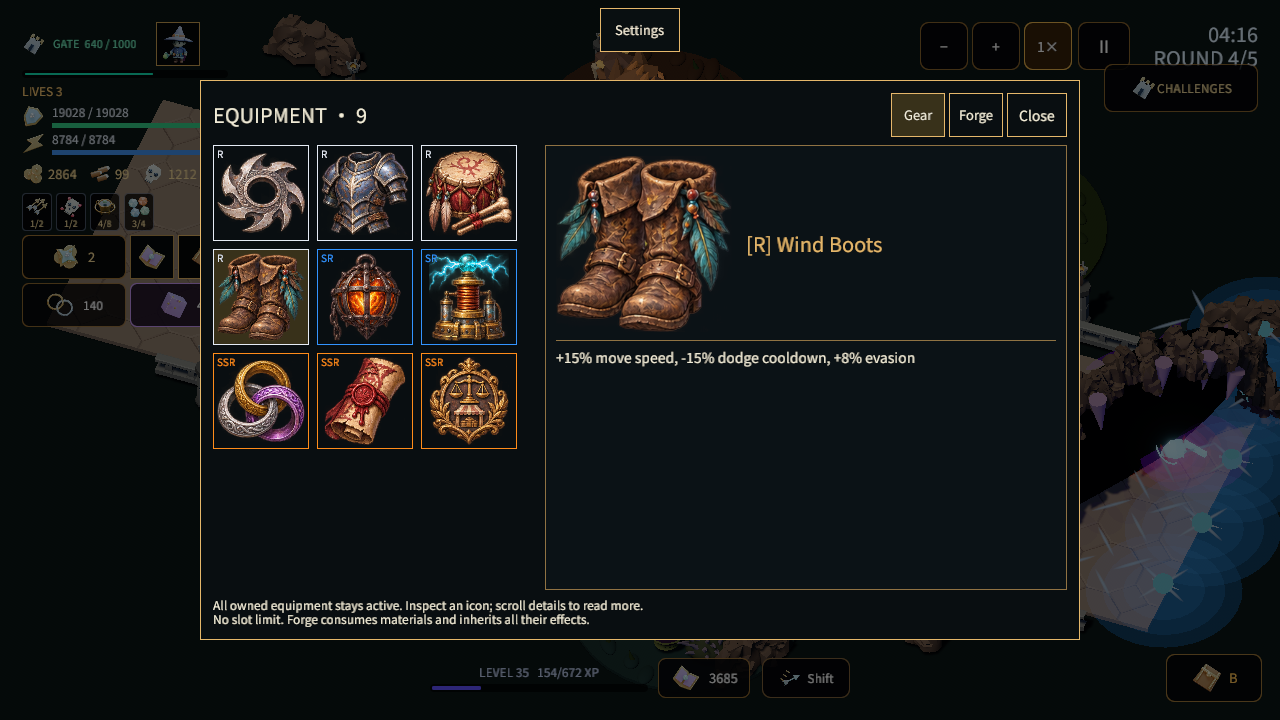 Settings
GATE 640 / 1000
− + 1× II
04:16
ROUND 4/5
CHALLENGES
LIVES 3
19028 / 19028
8784 / 8784
2864 99 1212
1/2 1/2 4/8 3/4
2
140
EQUIPMENT · 9
Gear Forge Close
R R R
R SR SR
SSR SSR SSR
[R] Wind Boots
+15% move speed, -15% dodge cooldown, +8% evasion
All owned equipment stays active. Inspect an icon; scroll details to read more.
No slot limit. Forge consumes materials and inherits all their effects.
LEVEL 35 154/672 XP
3685
Shift
B